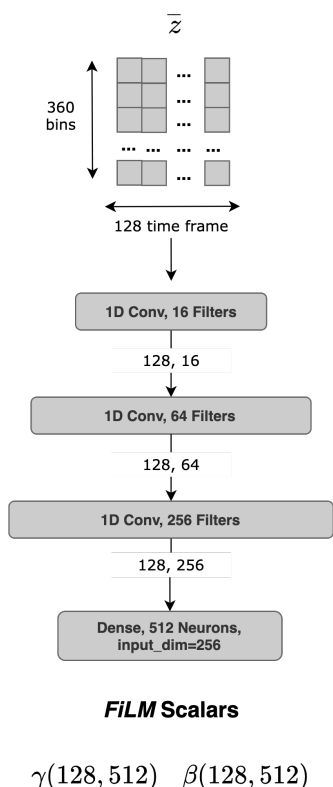 z̅
360
bins
...
...
...
... ... ... ...
...
128 time frame
1D Conv, 16 Filters
128, 16
1D Conv, 64 Filters
128, 64
1D Conv, 256 Filters
128, 256
Dense, 512 Neurons,
input_dim=256
FiLM Scalars
γ(128, 512) β(128, 512)